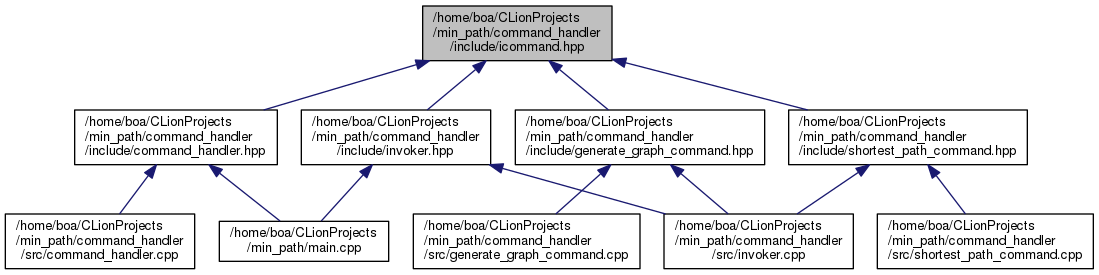 /home/boa/CLionProjects
/min_path/command_handler
/include/icommand.hpp
/home/boa/CLionProjects
/min_path/command_handler
/include/command_handler.hpp
/home/boa/CLionProjects
/min_path/command_handler
/include/invoker.hpp
/home/boa/CLionProjects
/min_path/command_handler
/include/generate_graph_command.hpp
/home/boa/CLionProjects
/min_path/command_handler
/include/shortest_path_command.hpp
/home/boa/CLionProjects
/min_path/command_handler
/src/command_handler.cpp
/home/boa/CLionProjects
/min_path/main.cpp
/home/boa/CLionProjects
/min_path/command_handler
/src/generate_graph_command.cpp
/home/boa/CLionProjects
/min_path/command_handler
/src/invoker.cpp
/home/boa/CLionProjects
/min_path/command_handler
/src/shortest_path_command.cpp